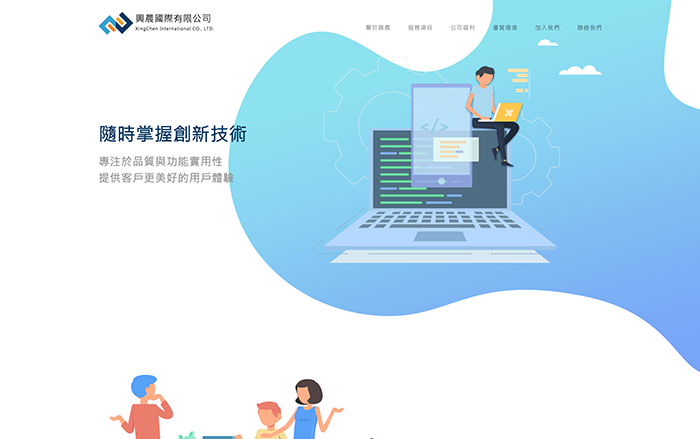 興晨國際有限公司
XingChen International CO., LTD.
關於興晨 服務項目 公司福利 優質環境 加入我們 聯絡我們
隨時掌握創新技術
專注於品質與功能實用性
提供客戶更美好的用戶體驗
</>